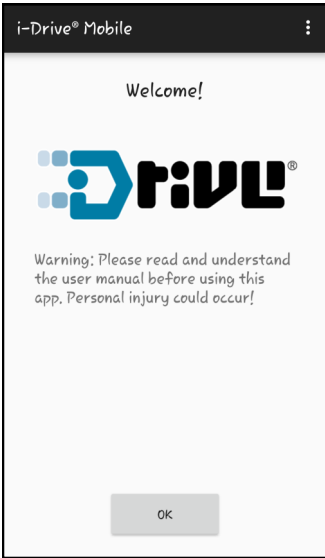 i-Drive® Mobile
Welcome!
iDrive®
Warning: Please read and understand
the user manual before using this
app. Personal injury could occur!
OK